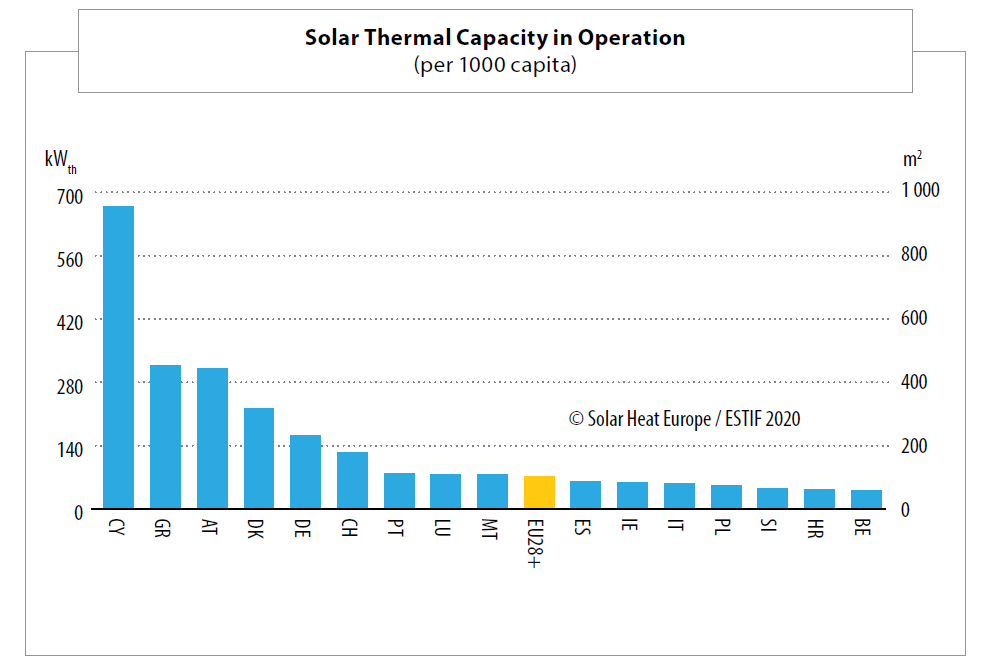 Solar Thermal Capacity in Operation
(per 1000 capita)
kWth
m²
700
1 000
560
800
420
600
280
400
© Solar Heat Europe / ESTIF 2020
140
200
0
0
CY GR AT DK DE CH PT LU MT EU28+ ES IE IT PL SI HR BE